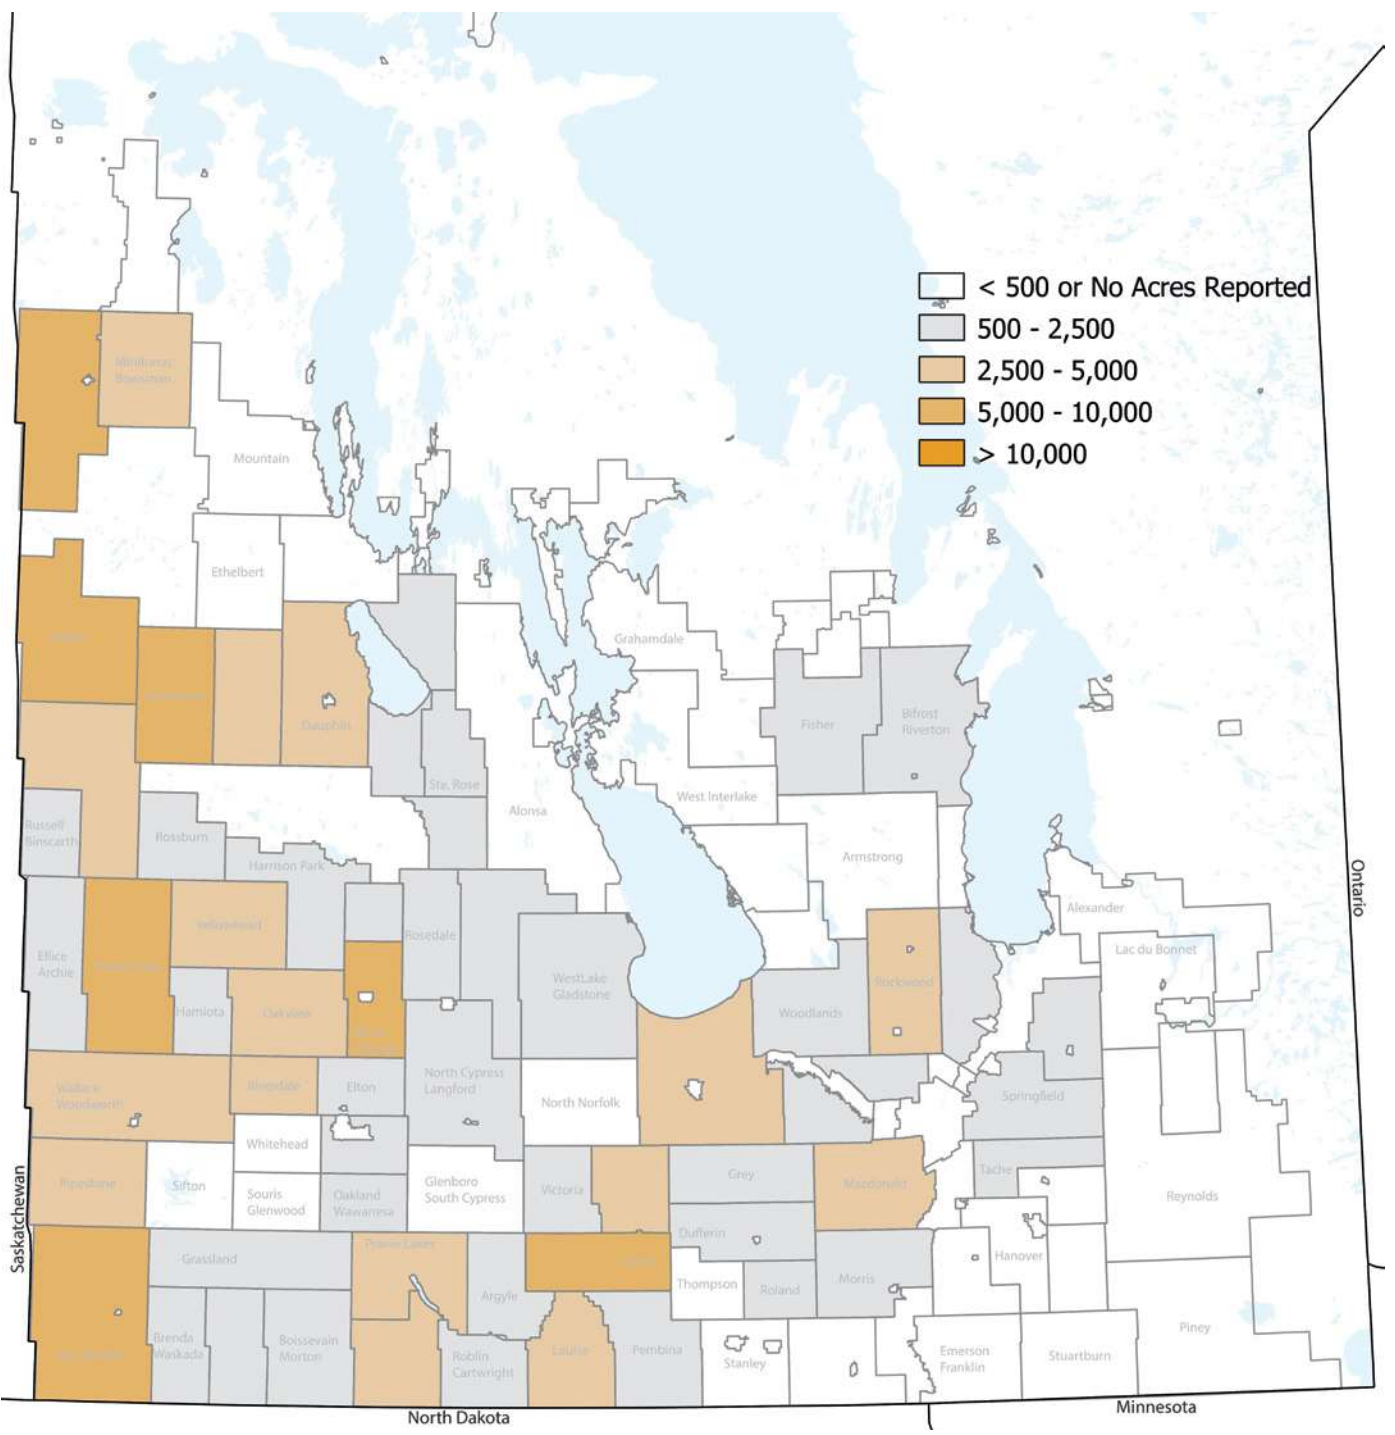 < 500 or No Acres Reported
500 - 2,500
2,500 - 5,000
5,000 - 10,000
> 10,000
Minitonas
Bowsman
Mountain
Ethelbert
Grahamdale
Dauphin
Fisher
Bifrost
Riverton
Ste. Rose
West Interlake
Alonsa
Russell
Binscarth
Rossburn
Harrison Park
Armstrong
Alexander
Ontario
Yellowhead
Rosedale
Ellice
Archie
Lac du Bonnet
WestLake
Gladstone
Rockwood
Hamiota
Oakview
Woodlands
Wallace
Woodworth
Riverdale
Elton
North Cypress
Langford
North Norfolk
Springfield
Whitehead
Pipestone
Sifton
Souris
Glenwood
Oakland
Wawanesa
Glenboro
South Cypress
Victoria
Grey
Macdonald
Tache
Reynolds
Saskatchewan
Grassland
Prairie Lakes
Dufferin
Hanover
Argyle
Thompson
Roland
Morris
Brenda
Waskada
Boissevain
Morton
Roblin
Cartwright
Louise
Pembina
Stanley
Emerson
Franklin
Stuartburn
Piney
North Dakota
Minnesota